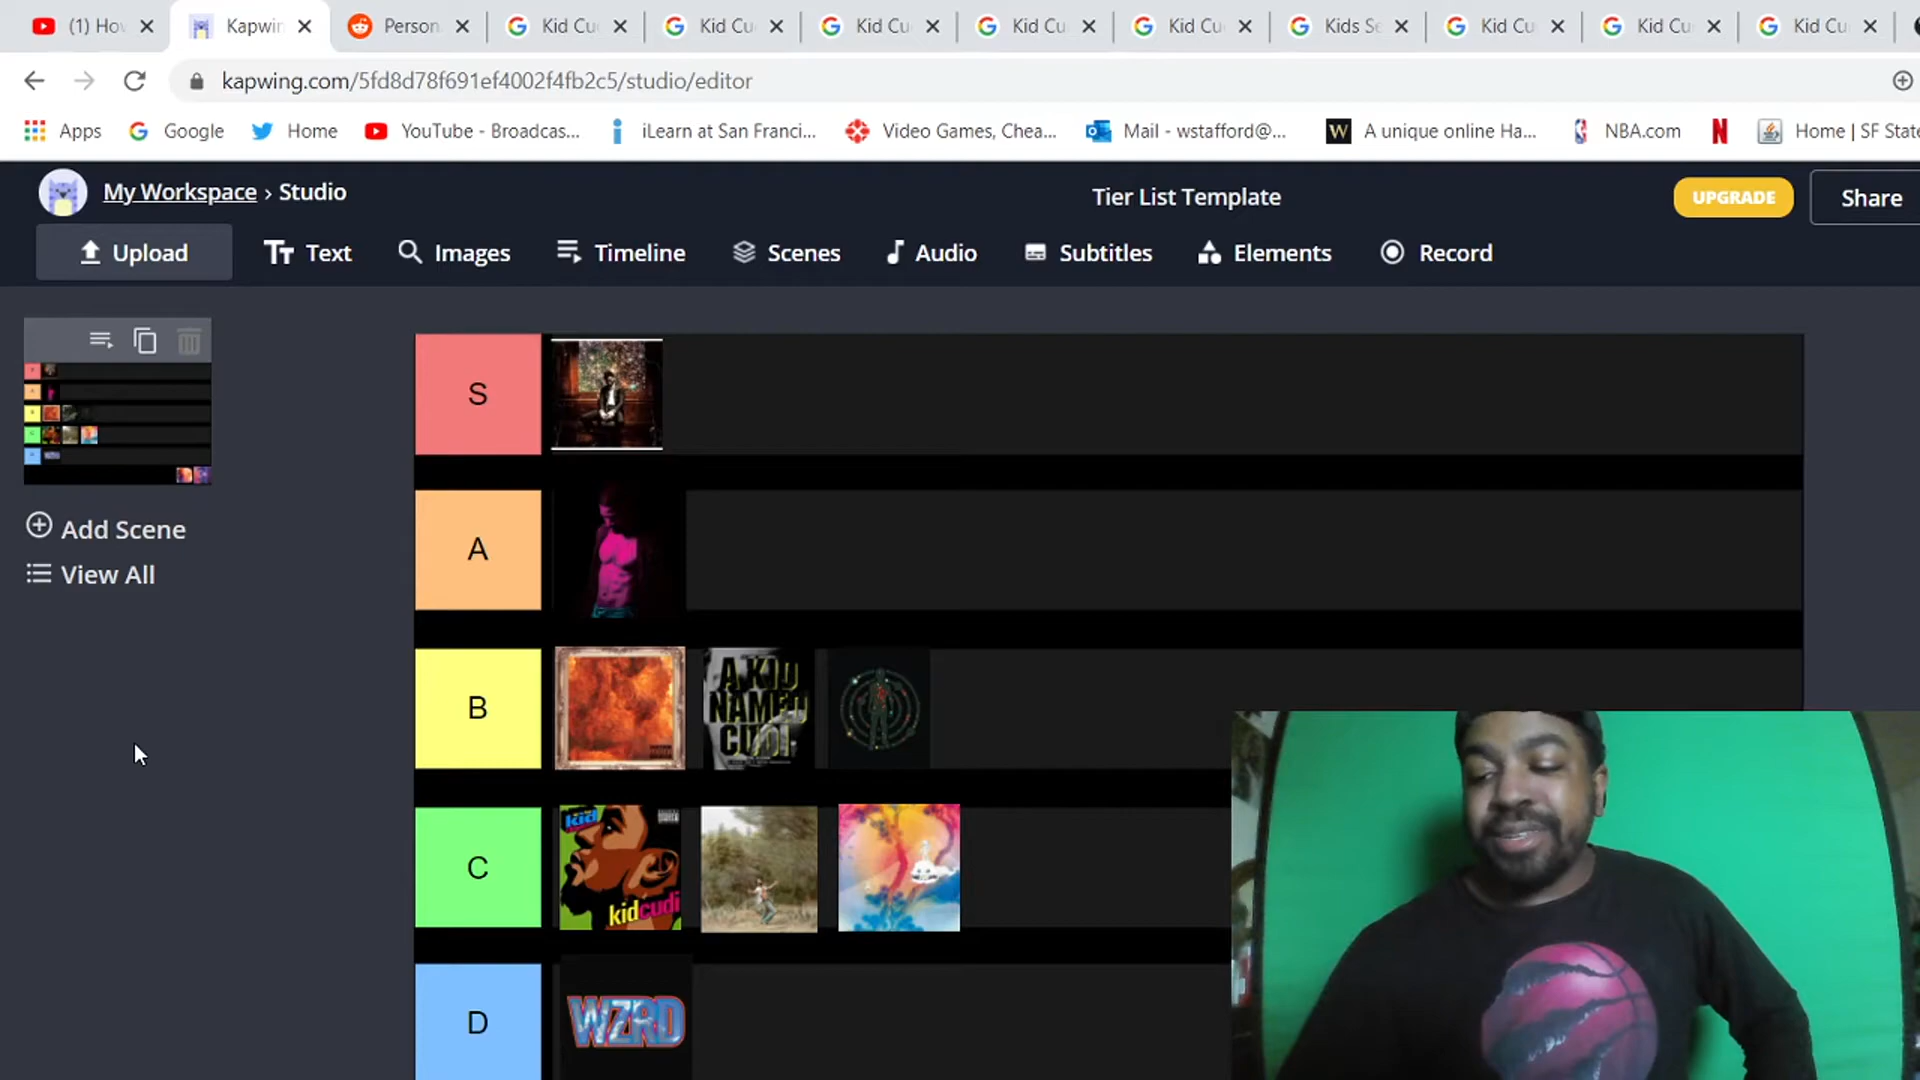 (1) Hov
Kapwin
Person
Kid Cu
Kid Cu
Kid Cu
Kid Cu
Kid Cu
Kids Se
Kid Cu
Kid Cu
Kid Cu
kapwing.com/5fd8d78f691ef4002f4fb2c5/studio/editor
Apps
Google
Home
YouTube - Broadcas...
iLearn at San Franci...
Video Games, Chea...
Mail - wstafford@...
W
A unique online Ha...
NBA.com
N
Home | SF State
My Workspace › Studio
Tier List Template
UPGRADE
Share
Upload
Text
Images
Timeline
Scenes
Audio
Subtitles
Elements
Record
Add Scene
View All
S
A
B
A KID
NAMED
CUDI
C
kid
kid cudi
D
WZRD